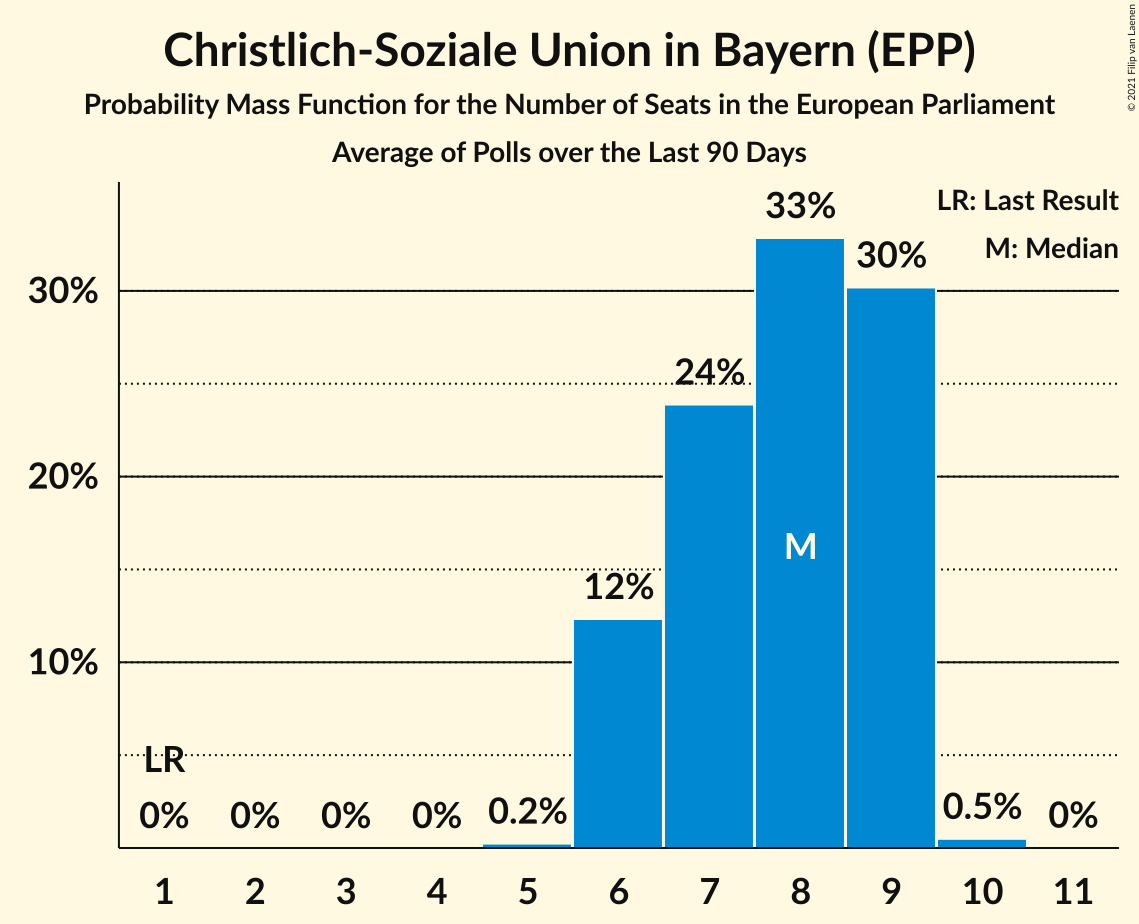 Christlich-Soziale Union in Bayern (EPP)
Probability Mass Function for the Number of Seats in the European Parliament
Average of Polls over the Last 90 Days
© 2021 Filip van Laenen
LR: Last Result
M: Median
30%
20%
10%
LR
0%
0%
0%
0%
0.2%
12%
24%
33%
M
30%
0.5%
0%
1 2 3 4 5 6 7 8 9 10 11